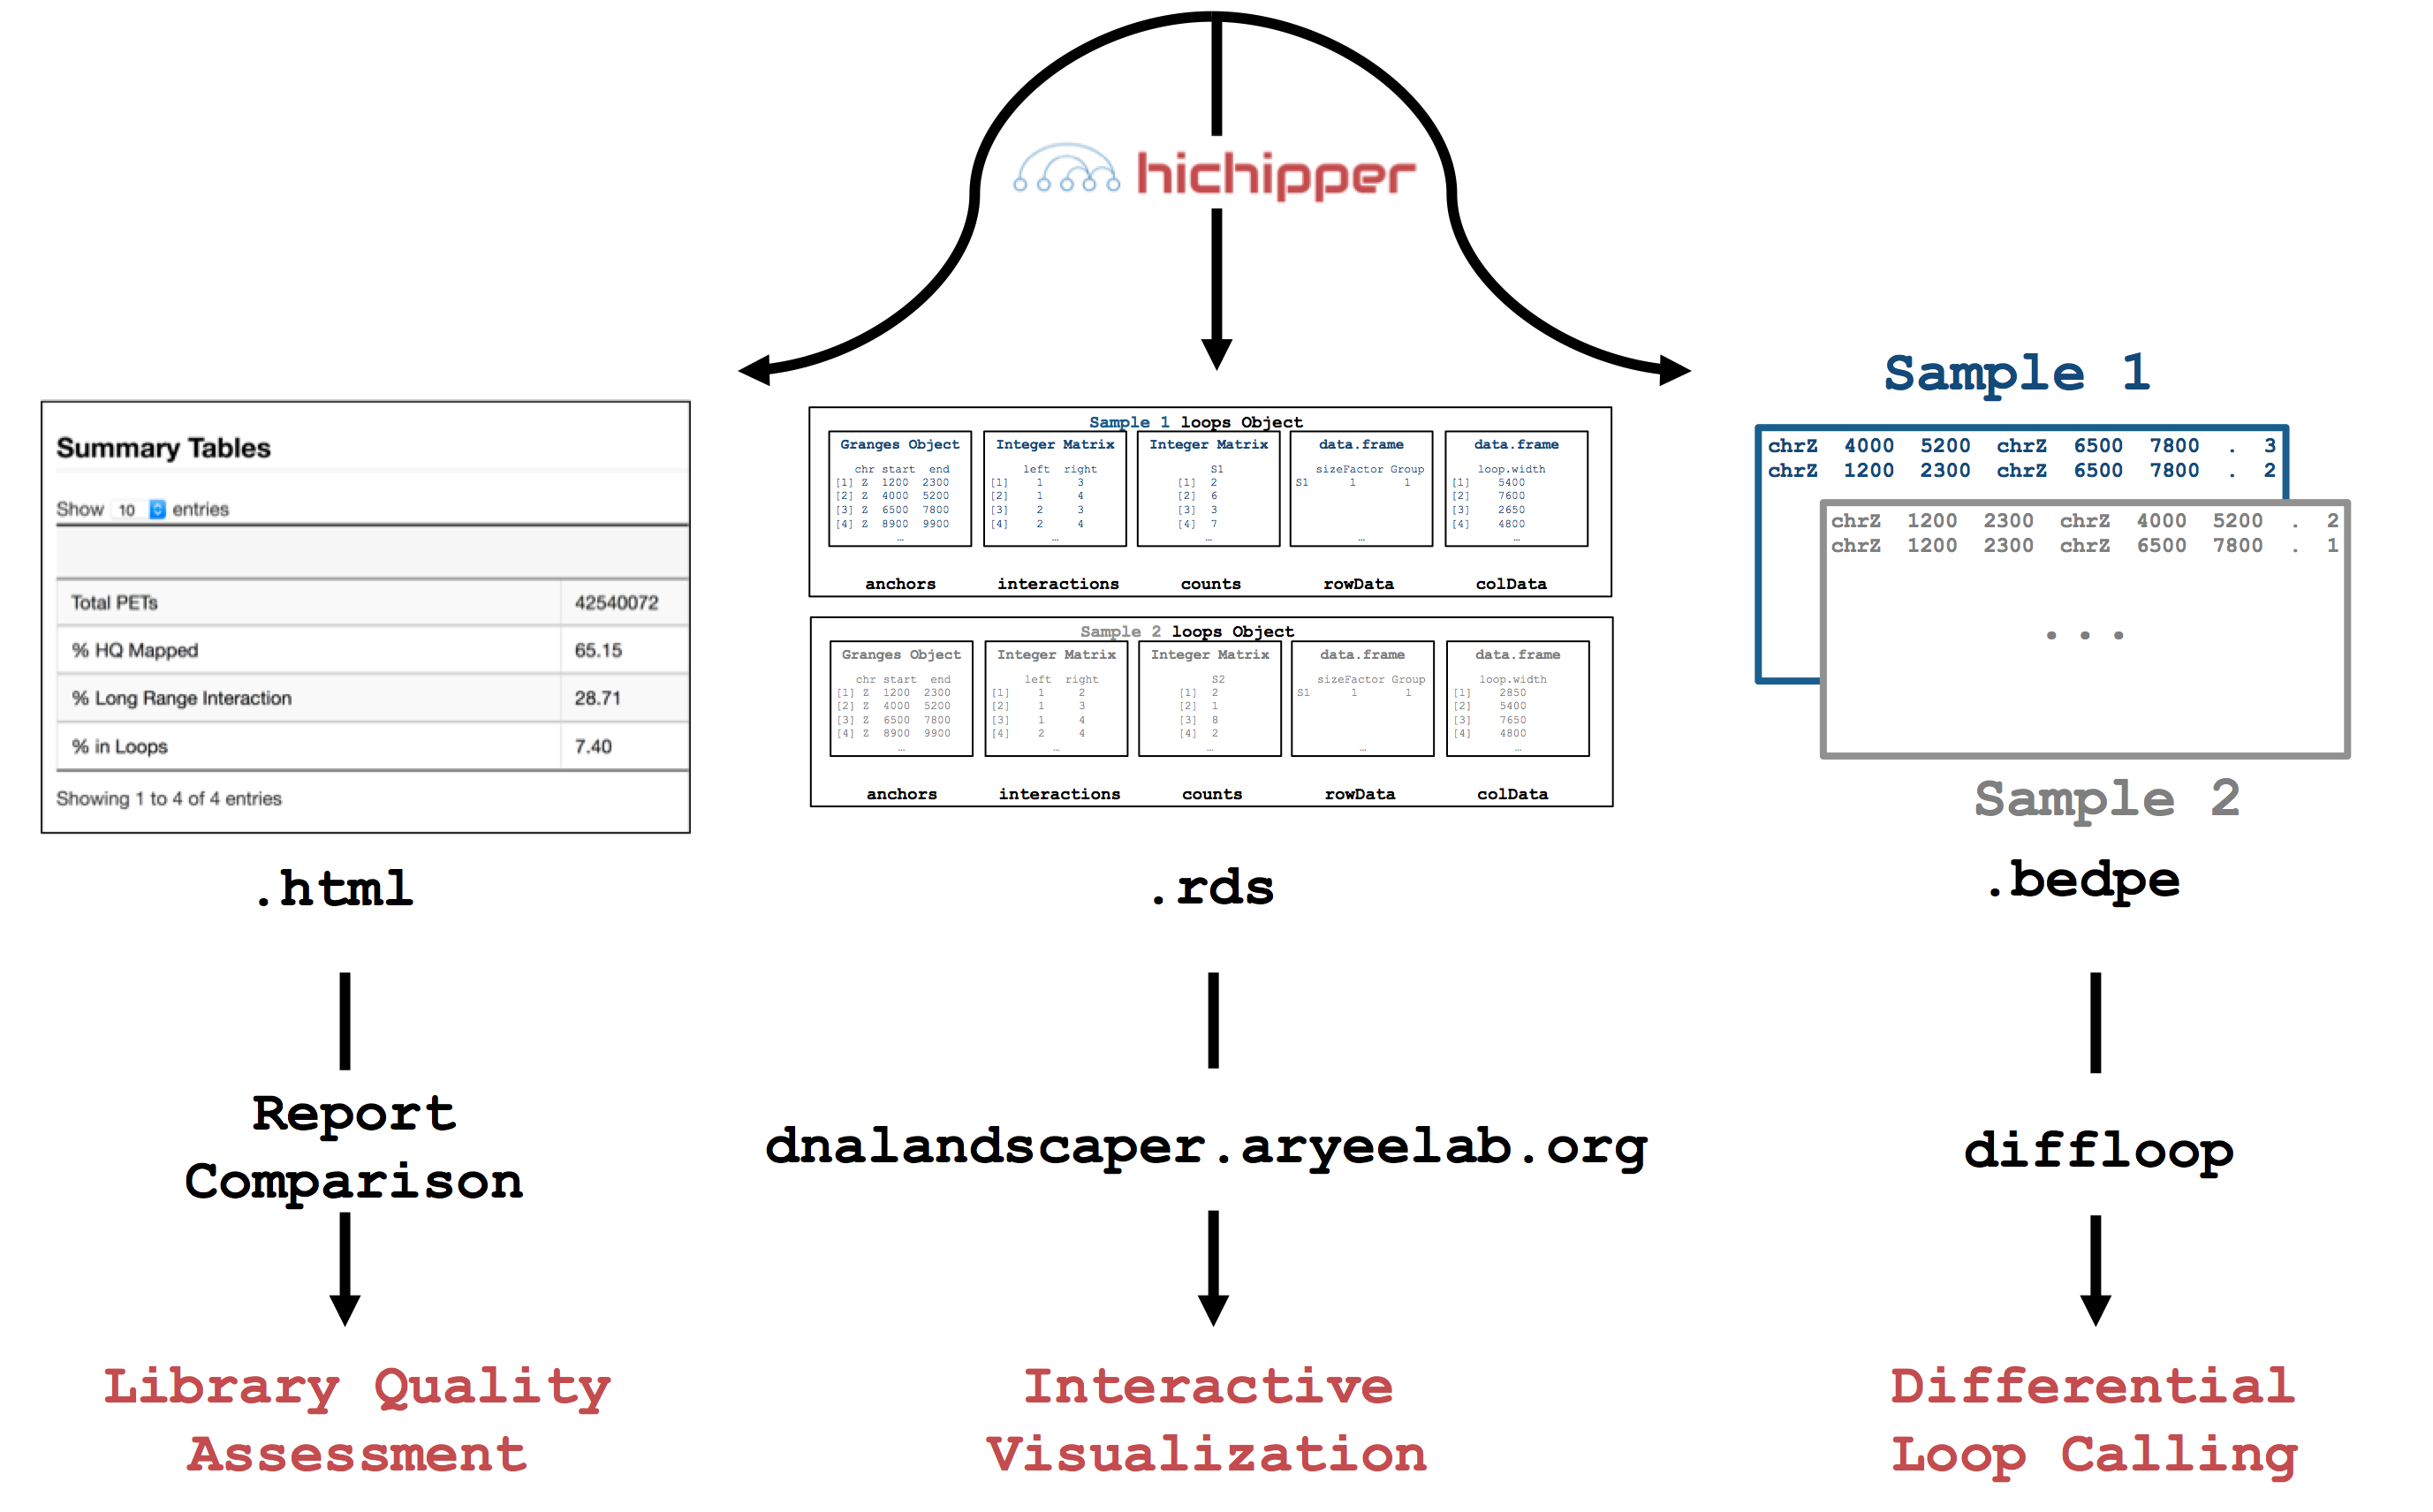 hichipper
Summary Tables
Show 10 entries
Total PETs 42540072
% HQ Mapped 65.15
% Long Range Interaction 28.71
% in Loops 7.40
Showing 1 to 4 of 4 entries
.html
Sample 1 loops Object
Granges Object
chr start end
[1] Z 1200 2300
[2] Z 4000 5200
[3] Z 6500 7800
[4] Z 8900 9900
…
anchors
Integer Matrix
left right
[1] 1 3
[2] 1 4
[3] 2 3
[4] 2 4
…
interactions
Integer Matrix
S1
[1] 2
[2] 6
[3] 3
[4] 7
…
counts
data.frame
sizeFactor Group
S1 1 1
…
rowData
data.frame
loop.width
[1] 5400
[2] 7600
[3] 2650
[4] 4800
…
colData
Sample 2 loops Object
Granges Object
chr start end
[1] Z 1200 2300
[2] Z 4000 5200
[3] Z 6500 7800
[4] Z 8900 9900
…
anchors
Integer Matrix
left right
[1] 1 2
[2] 1 3
[3] 1 4
[4] 2 4
…
interactions
Integer Matrix
S2
[1] 2
[2] 1
[3] 8
[4] 2
…
counts
data.frame
sizeFactor Group
S1 1 1
…
rowData
data.frame
loop.width
[1] 2850
[2] 5400
[3] 7650
[4] 4800
…
colData
.rds
Sample 1
chrZ 4000 5200 chrZ 6500 7800 . 3
chrZ 1200 2300 chrZ 6500 7800 . 2
chrZ 1200 2300 chrZ 4000 5200 . 2
chrZ 1200 2300 chrZ 6500 7800 . 1
...
Sample 2
.bedpe
Report
Comparison
dnalandscaper.aryeelab.org
diffloop
Library Quality
Assessment
Interactive
Visualization
Differential
Loop Calling